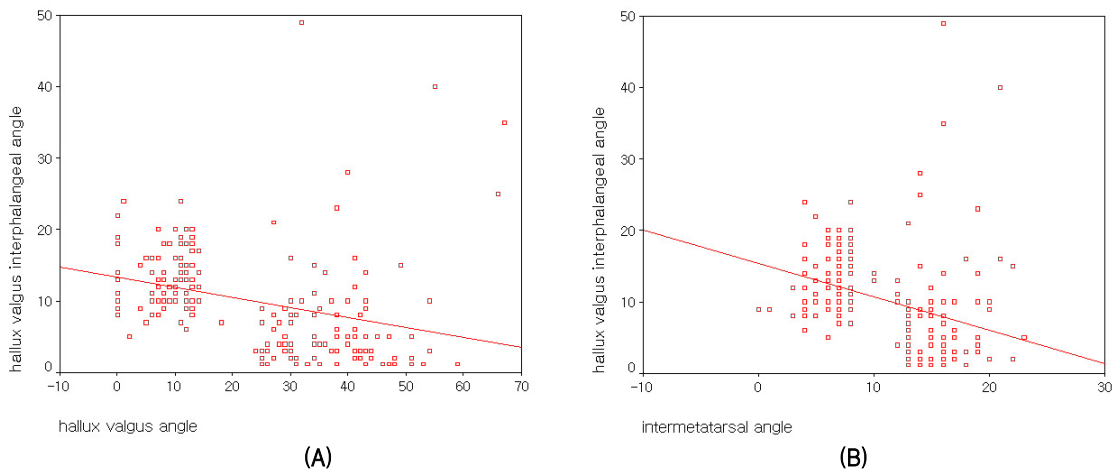 50
40
30
20
10
0
hallux valgus interphalangeal angle
-10 0 10 20 30 40 50 60 70
hallux valgus angle
(A)
50
40
30
20
10
0
hallux valgus interphalangeal angle
-10 0 10 20 30
intermetatarsal angle
(B)